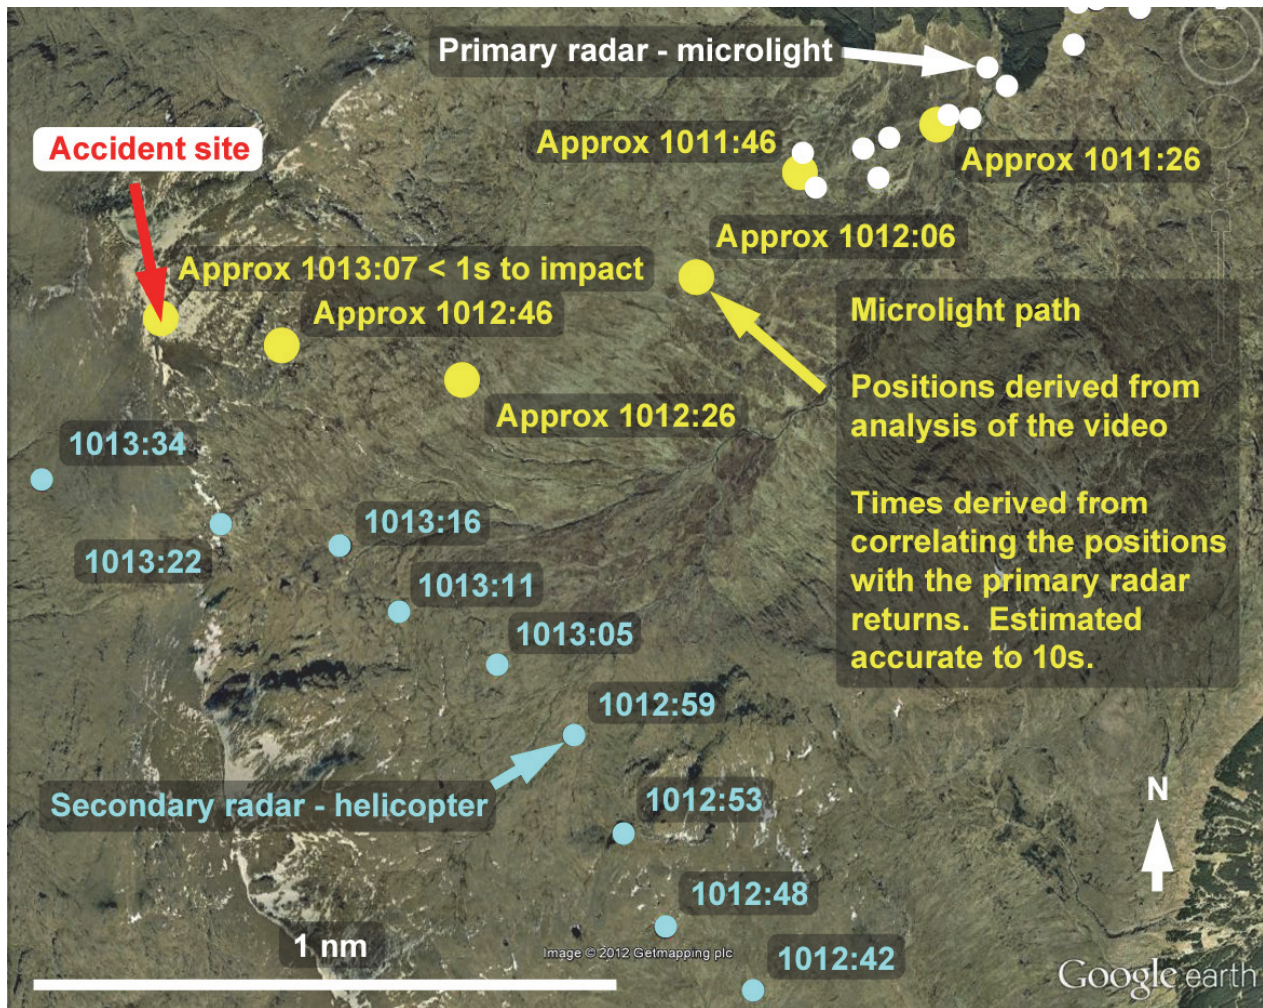 Primary radar - microlight
Accident site
Approx 1011:46
Approx 1011:26
Approx 1012:06
Approx 1013:07 < 1s to impact
Approx 1012:46
Approx 1012:26
Microlight path
Positions derived from
analysis of the video
Times derived from
correlating the positions
with the primary radar
returns.  Estimated
accurate to 10s.
1013:34
1013:22
1013:16
1013:11
1013:05
1012:59
Secondary radar - helicopter
1012:53
1012:48
1012:42
N
1 nm
Image © 2012 Getmapping plc
Google earth